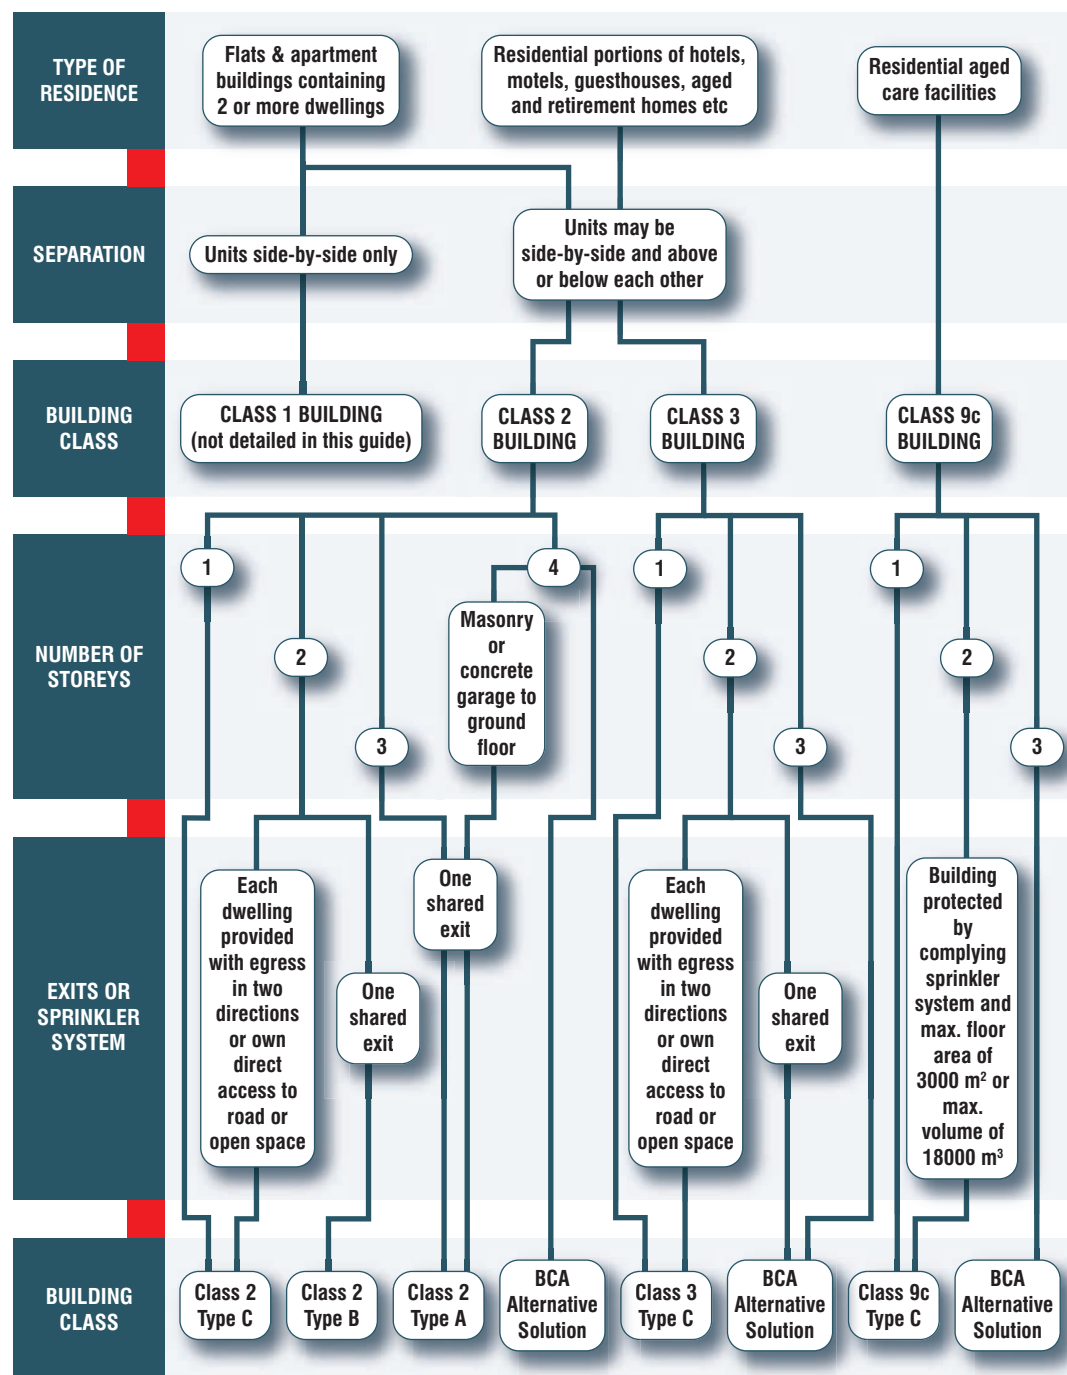 TYPE OF
RESIDENCE
Flats & apartment
buildings containing
2 or more dwellings
Residential portions of hotels,
motels, guesthouses, aged
and retirement homes etc
Residential aged
care facilities
SEPARATION
Units side-by-side only
Units may be
side-by-side and above
or below each other
BUILDING
CLASS
CLASS 1 BUILDING
(not detailed in this guide)
CLASS 2
BUILDING
CLASS 3
BUILDING
CLASS 9c
BUILDING
NUMBER OF
STOREYS
1
2
3
4
Masonry
or
concrete
garage to
ground
floor
1
2
3
1
2
3
EXITS OR
SPRINKLER
SYSTEM
Each
dwelling
provided
with egress
in two
directions
or own
direct
access to
road or
open space
One
shared
exit
One
shared
exit
Each
dwelling
provided
with egress
in two
directions
or own
direct
access to
road or
open space
One
shared
exit
Building
protected
by
complying
sprinkler
system and
max. floor
area of
3000 m² or
max.
volume of
18000 m³
BUILDING
CLASS
Class 2
Type C
Class 2
Type B
Class 2
Type A
BCA
Alternative
Solution
Class 3
Type C
BCA
Alternative
Solution
Class 9c
Type C
BCA
Alternative
Solution